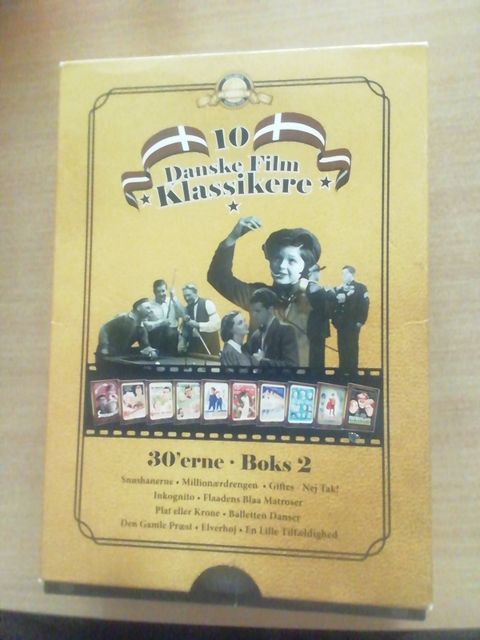 10
Danske Film
Klassikere
30'erne · Boks 2
Snushanerne • Millionærdrengen • Giftes - Nej Tak!
Inkognito • Flaadens Blaa Matroser
Plat eller Krone • Balletten Danser
Den Gamle Præst • Elverhøj • En Lille Tilfældighed